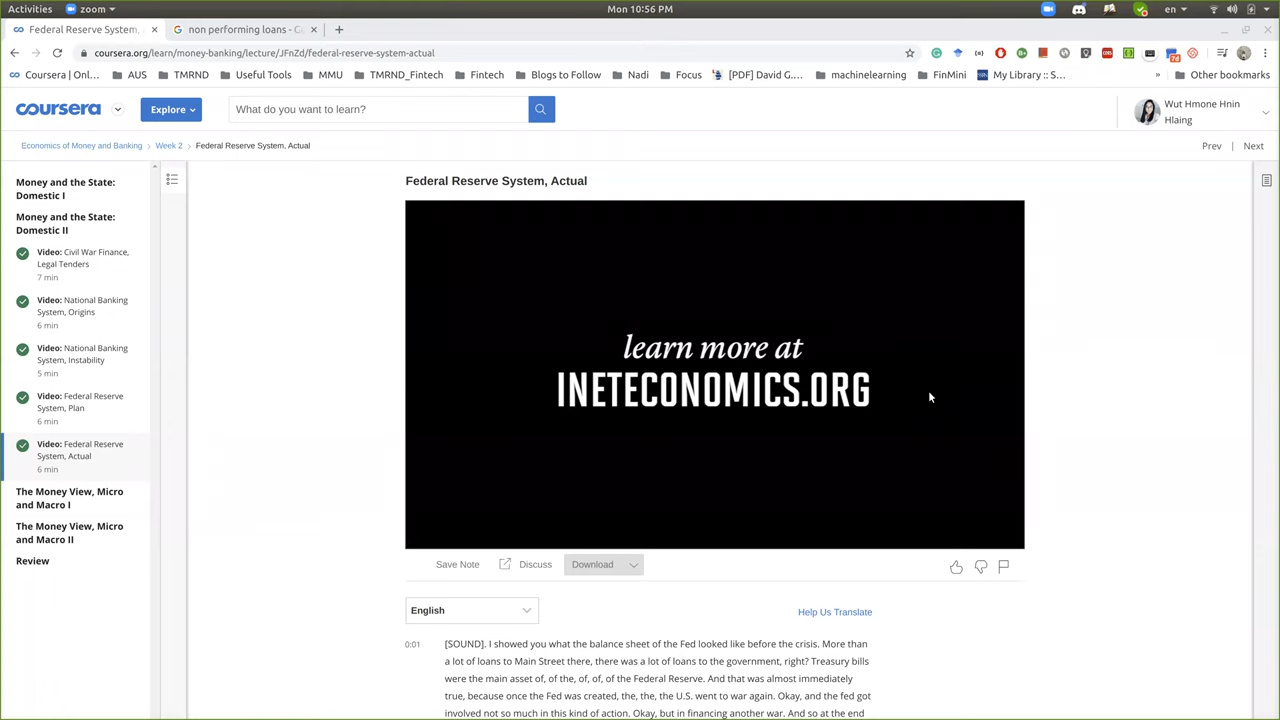 Activities
zoom
Mon 10:56 PM
en
Federal Reserve System, ×
non performing loans - G ×
coursera.org/learn/money-banking/lecture/JFnZd/federal-reserve-system-actual
7d
Coursera | Onl… AUS TMRND Useful Tools MMU TMRND_Fintech Fintech Blogs to Follow Nadi Focus [PDF] David G.… machinelearning FinMini My Library :: S… » Other bookmarks
coursera
Explore
What do you want to learn?
Wut Hmone Hnin
Hlaing
Economics of Money and Banking > Week 2 > Federal Reserve System, Actual
Prev | Next
Money and the State:
Domestic I
Money and the State:
Domestic II
Video: Civil War Finance,
Legal Tenders
7 min
Video: National Banking
System, Origins
6 min
Video: National Banking
System, Instability
5 min
Video: Federal Reserve
System, Plan
6 min
Video: Federal Reserve
System, Actual
6 min
The Money View, Micro
and Macro I
The Money View, Micro
and Macro II
Review
Federal Reserve System, Actual
learn more at
INETECONOMICS.ORG
Save Note
Discuss
Download
English
Help Us Translate
0:01
[SOUND]. I showed you what the balance sheet of the Fed looked like before the crisis. More than
a lot of loans to Main Street there, there was a lot of loans to the government, right? Treasury bills
were the main asset of, of the, of, of, of the Federal Reserve. And that was almost immediately
true, because once the Fed was created, the, the, the U.S. went to war again. Okay, and the fed got
involved not so much in this kind of action. Okay, but in financing another war. And so at the end